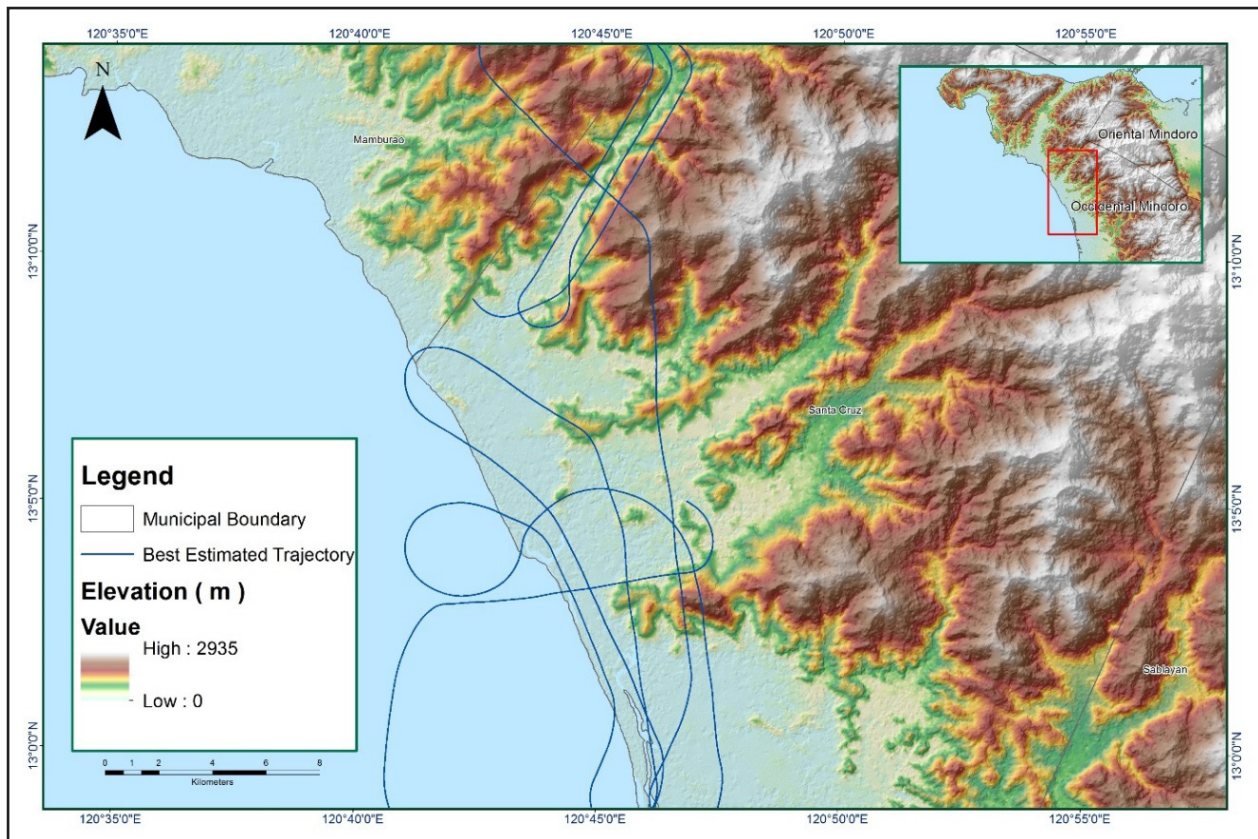 120°35'0"E 120°40'0"E 120°45'0"E 120°50'0"E 120°55'0"E
N
Mamburao
Oriental Mindoro
Occidental Mindoro
13°10'0"N 13°10'0"N
Santa Cruz
Legend
Municipal Boundary
Best Estimated Trajectory
Elevation ( m )
Value
High : 2935
Low : 0
13°5'0"N 13°5'0"N
Sablayan
13°0'0"N 13°0'0"N
0 1 2 4 6 8
Kilometers
120°35'0"E 120°40'0"E 120°45'0"E 120°50'0"E 120°55'0"E